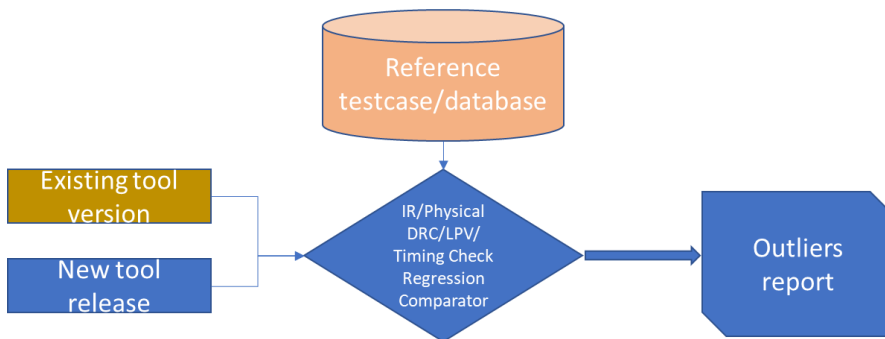 Reference
testcase/database
Existing tool
version
New tool
release
IR/Physical
DRC/LPV/
Timing Check
Regression
Comparator
Outliers
report